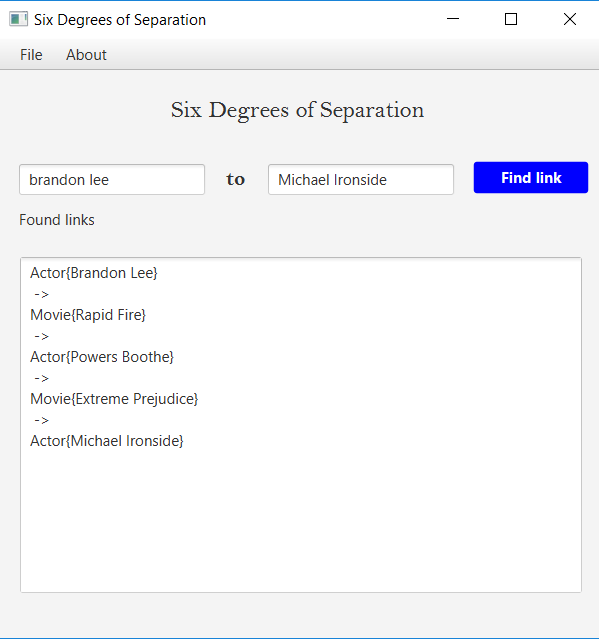 Six Degrees of Separation
File About
Six Degrees of Separation
brandon lee to Michael Ironside Find link
Found links
Actor{Brandon Lee}
->
Movie{Rapid Fire}
->
Actor{Powers Boothe}
->
Movie{Extreme Prejudice}
->
Actor{Michael Ironside}